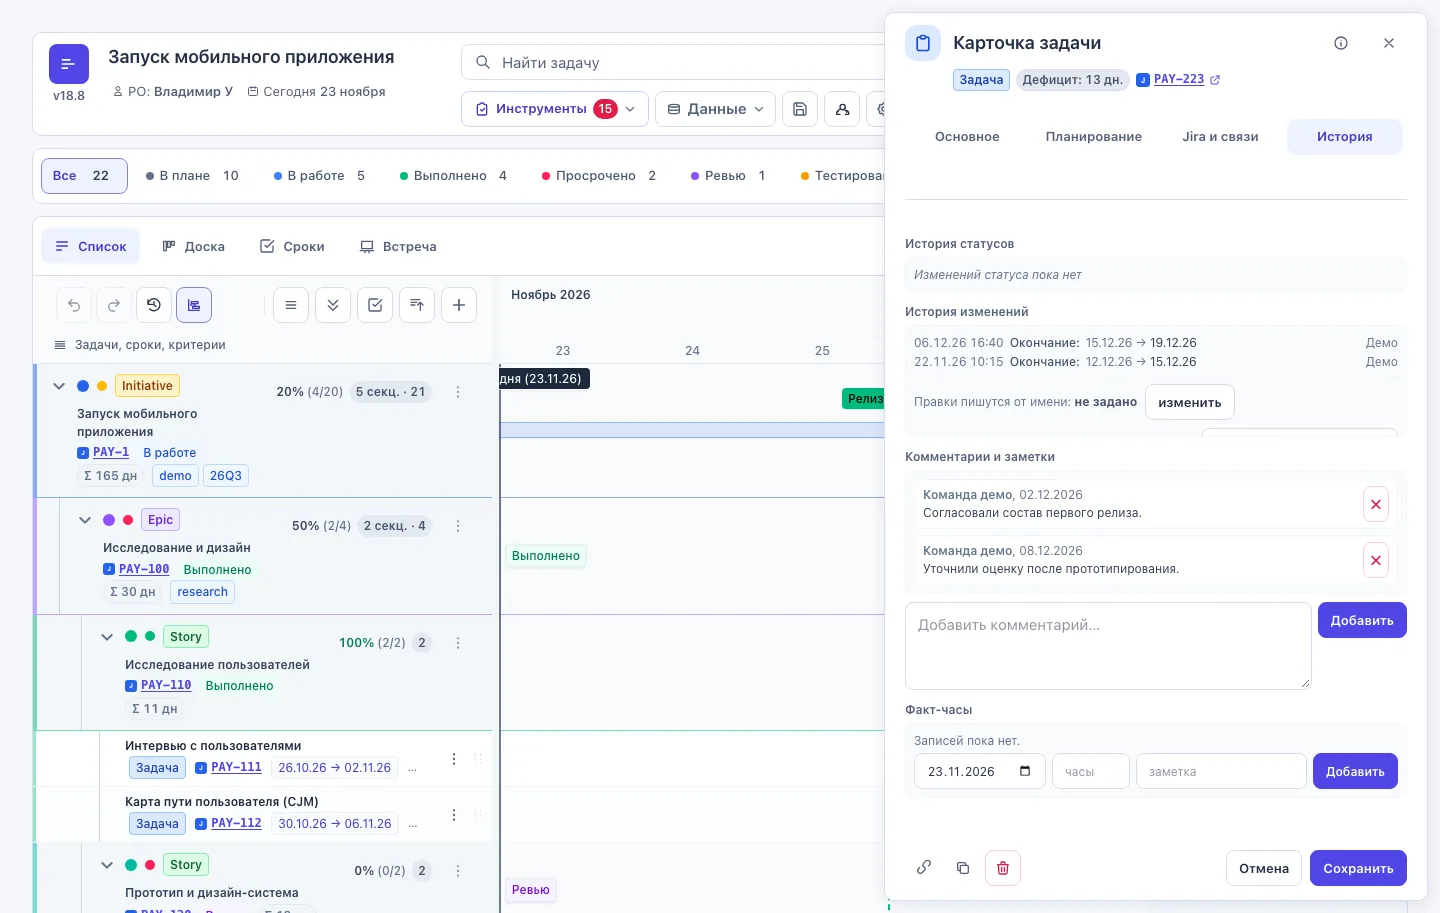 Запуск мобильного приложения
v18.8
PO: Владимир У
Сегодня 23 ноября
Найти задачу
Инструменты 15
Данные
Все 22
В плане 10
В работе 5
Выполнено 4
Просрочено 2
Ревью 1
Тестирова
Список
Доска
Сроки
Встреча
Задачи, сроки, критерии
Ноябрь 2026
23 24 25
дня (23.11.26)
Релиз
Initiative
20% (4/20) 5 секц. · 21
Запуск мобильного
приложения
PAY-1 В работе
Σ 165 дн demo 26Q3
Epic
50% (2/4) 2 секц. · 4
Исследование и дизайн
PAY-100 Выполнено
Σ 30 дн research
Выполнено
Story
100% (2/2) 2
Исследование пользователей
PAY-110 Выполнено
Σ 11 дн
Интервью с пользователями
Задача PAY-111 26.10.26 → 02.11.26 ...
Карта пути пользователя (CJM)
Задача PAY-112 30.10.26 → 06.11.26 ...
Story
0% (0/2) 2
Прототип и дизайн-система
Ревью
Карточка задачи
Задача Дефицит: 13 дн. PAY-223
Основное
Планирование
Jira и связи
История
История статусов
Изменений статуса пока нет
История изменений
06.12.26 16:40 Окончание: 15.12.26 → 19.12.26 Демо
22.11.26 10:15 Окончание: 12.12.26 → 15.12.26 Демо
Правки пишутся от имени: не задано изменить
Комментарии и заметки
Команда демо, 02.12.2026
Согласовали состав первого релиза.
Команда демо, 08.12.2026
Уточнили оценку после прототипирования.
Добавить комментарий...
Добавить
Факт-часы
Записей пока нет.
23.11.2026 часы заметка Добавить
Отмена
Сохранить